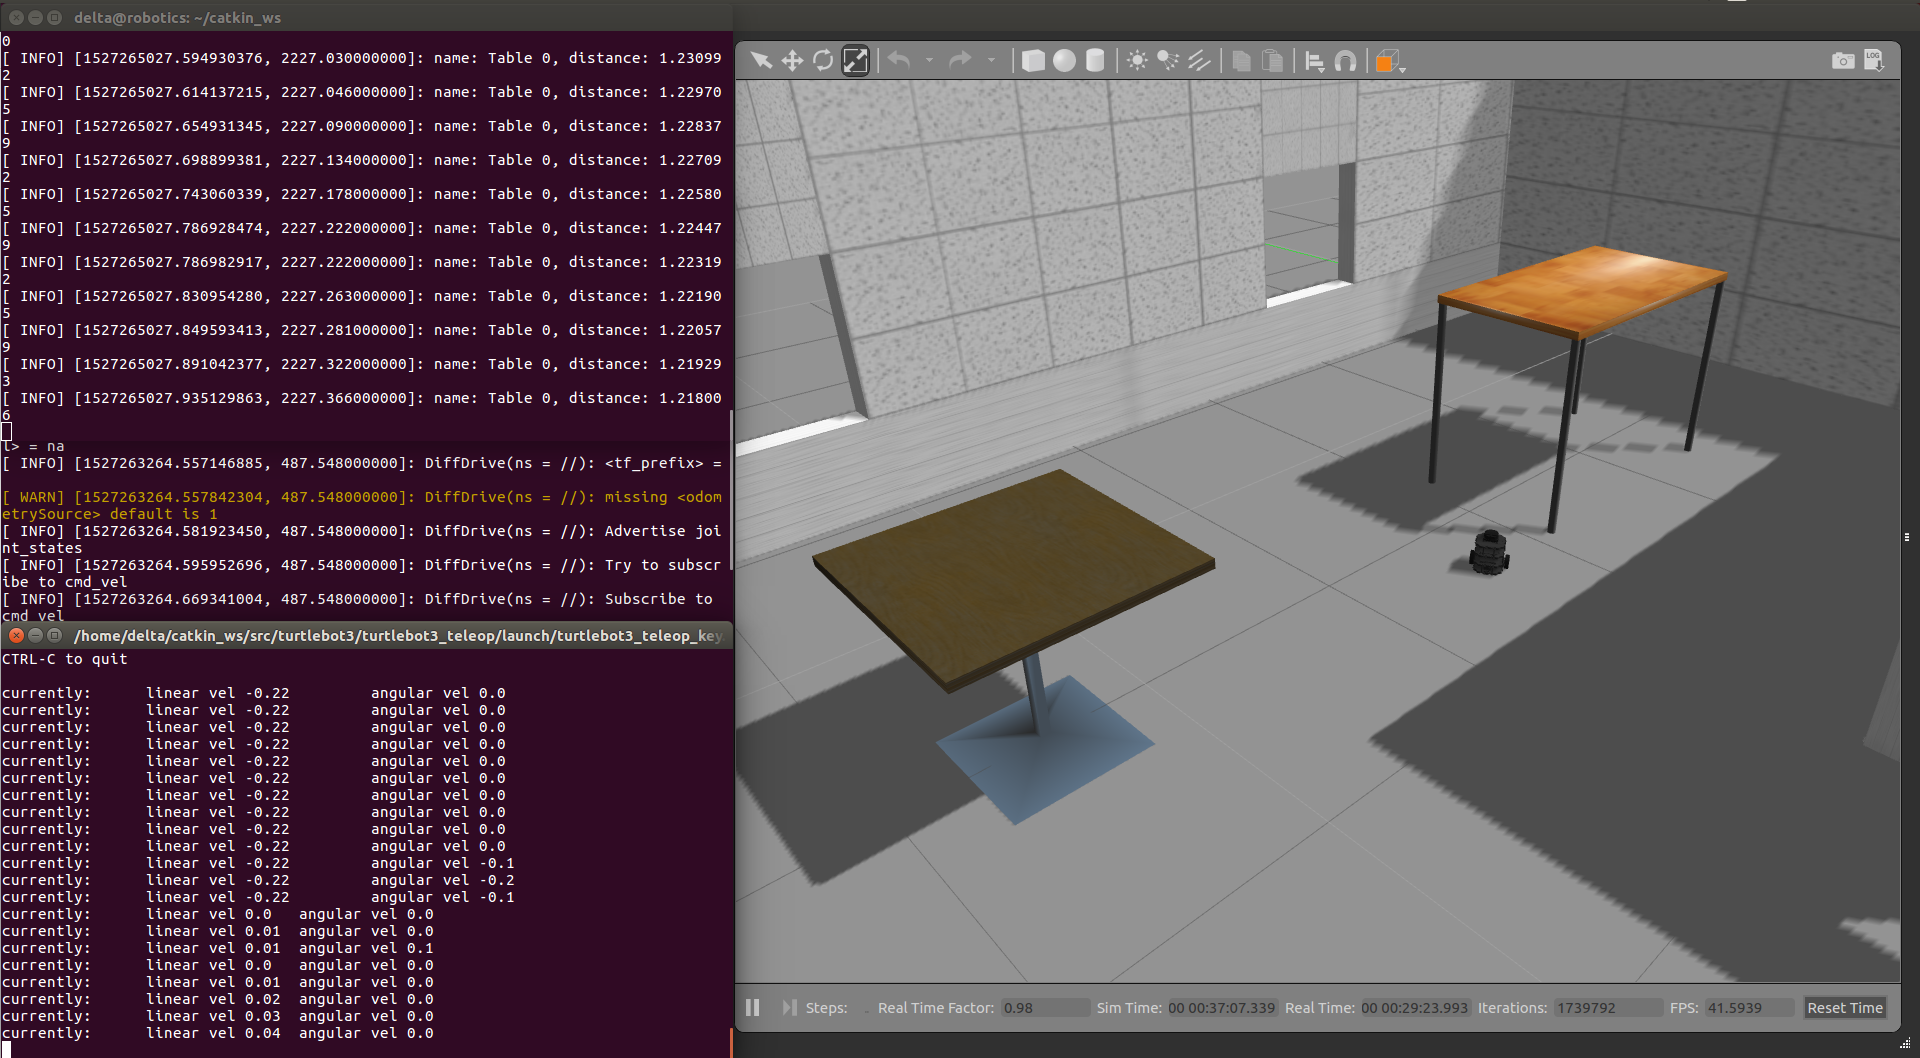 delta@robotics: ~/catkin_ws
0
[ INFO] [1527265027.594930376, 2227.030000000]: name: Table 0, distance: 1.23099
2
[ INFO] [1527265027.614137215, 2227.046000000]: name: Table 0, distance: 1.22970
5
[ INFO] [1527265027.654931345, 2227.090000000]: name: Table 0, distance: 1.22837
9
[ INFO] [1527265027.698899381, 2227.134000000]: name: Table 0, distance: 1.22709
2
[ INFO] [1527265027.743060339, 2227.178000000]: name: Table 0, distance: 1.22580
5
[ INFO] [1527265027.786928474, 2227.222000000]: name: Table 0, distance: 1.22447
9
[ INFO] [1527265027.786982917, 2227.222000000]: name: Table 0, distance: 1.22319
2
[ INFO] [1527265027.830954280, 2227.263000000]: name: Table 0, distance: 1.22190
5
[ INFO] [1527265027.849593413, 2227.281000000]: name: Table 0, distance: 1.22057
9
[ INFO] [1527265027.891042377, 2227.322000000]: name: Table 0, distance: 1.21929
3
[ INFO] [1527265027.935129863, 2227.366000000]: name: Table 0, distance: 1.21800
6
l> = na
[ INFO] [1527263264.557146885, 487.548000000]: DiffDrive(ns = //): <tf_prefix> =
[ WARN] [1527263264.557842304, 487.548000000]: DiffDrive(ns = //): missing <odom
etrySource> default is 1
[ INFO] [1527263264.581923450, 487.548000000]: DiffDrive(ns = //): Advertise joi
nt_states
[ INFO] [1527263264.595952696, 487.548000000]: DiffDrive(ns = //): Try to subscr
ibe to cmd_vel
[ INFO] [1527263264.669341004, 487.548000000]: DiffDrive(ns = //): Subscribe to
cmd_vel
/home/delta/catkin_ws/src/turtlebot3/turtlebot3_teleop/launch/turtlebot3_teleop_key
CTRL-C to quit
currently: linear vel -0.22 angular vel 0.0
currently: linear vel -0.22 angular vel 0.0
currently: linear vel -0.22 angular vel 0.0
currently: linear vel -0.22 angular vel 0.0
currently: linear vel -0.22 angular vel 0.0
currently: linear vel -0.22 angular vel 0.0
currently: linear vel -0.22 angular vel 0.0
currently: linear vel -0.22 angular vel 0.0
currently: linear vel -0.22 angular vel 0.0
currently: linear vel -0.22 angular vel 0.0
currently: linear vel -0.22 angular vel -0.1
currently: linear vel -0.22 angular vel -0.2
currently: linear vel -0.22 angular vel -0.1
currently: linear vel 0.0 angular vel 0.0
currently: linear vel 0.01 angular vel 0.0
currently: linear vel 0.01 angular vel 0.1
currently: linear vel 0.0 angular vel 0.0
currently: linear vel 0.01 angular vel 0.0
currently: linear vel 0.02 angular vel 0.0
currently: linear vel 0.03 angular vel 0.0
currently: linear vel 0.04 angular vel 0.0
LOG
Steps: Real Time Factor: 0.98 Sim Time: 00 00:37:07.339 Real Time: 00 00:29:23.993 Iterations: 1739792 FPS: 41.5939 Reset Time